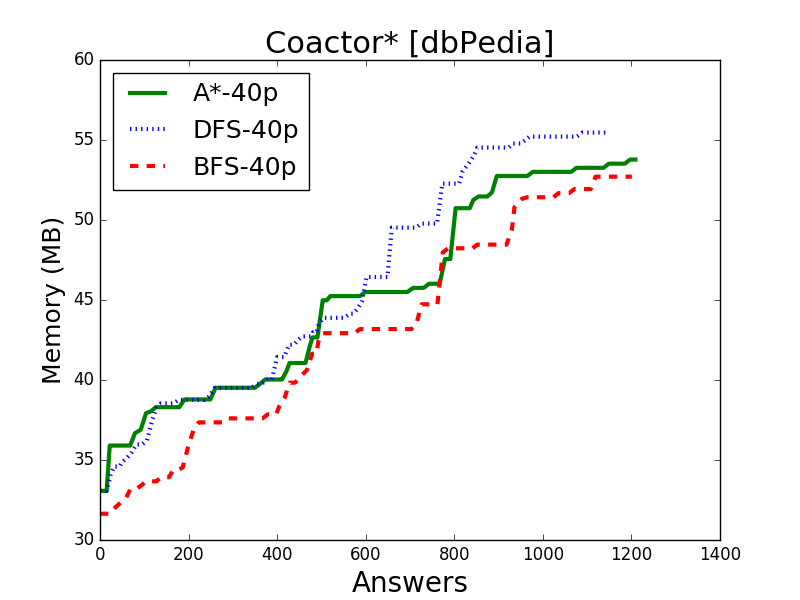 Coactor* [dbPedia]
A*-40p
DFS-40p
BFS-40p
60
55
50
45
40
35
30
Memory (MB)
0 200 400 600 800 1000 1200 1400
Answers